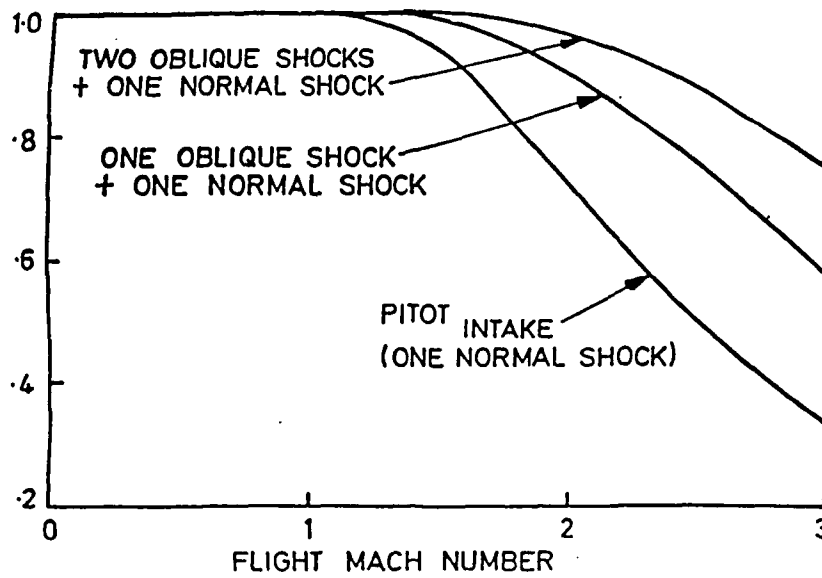 1.0
TWO OBLIQUE SHOCKS
+ ONE NORMAL SHOCK
.8
ONE OBLIQUE SHOCK
+ ONE NORMAL SHOCK
.6
PITOT INTAKE
(ONE NORMAL SHOCK)
.4
.2
0 1 2 3
FLIGHT MACH NUMBER